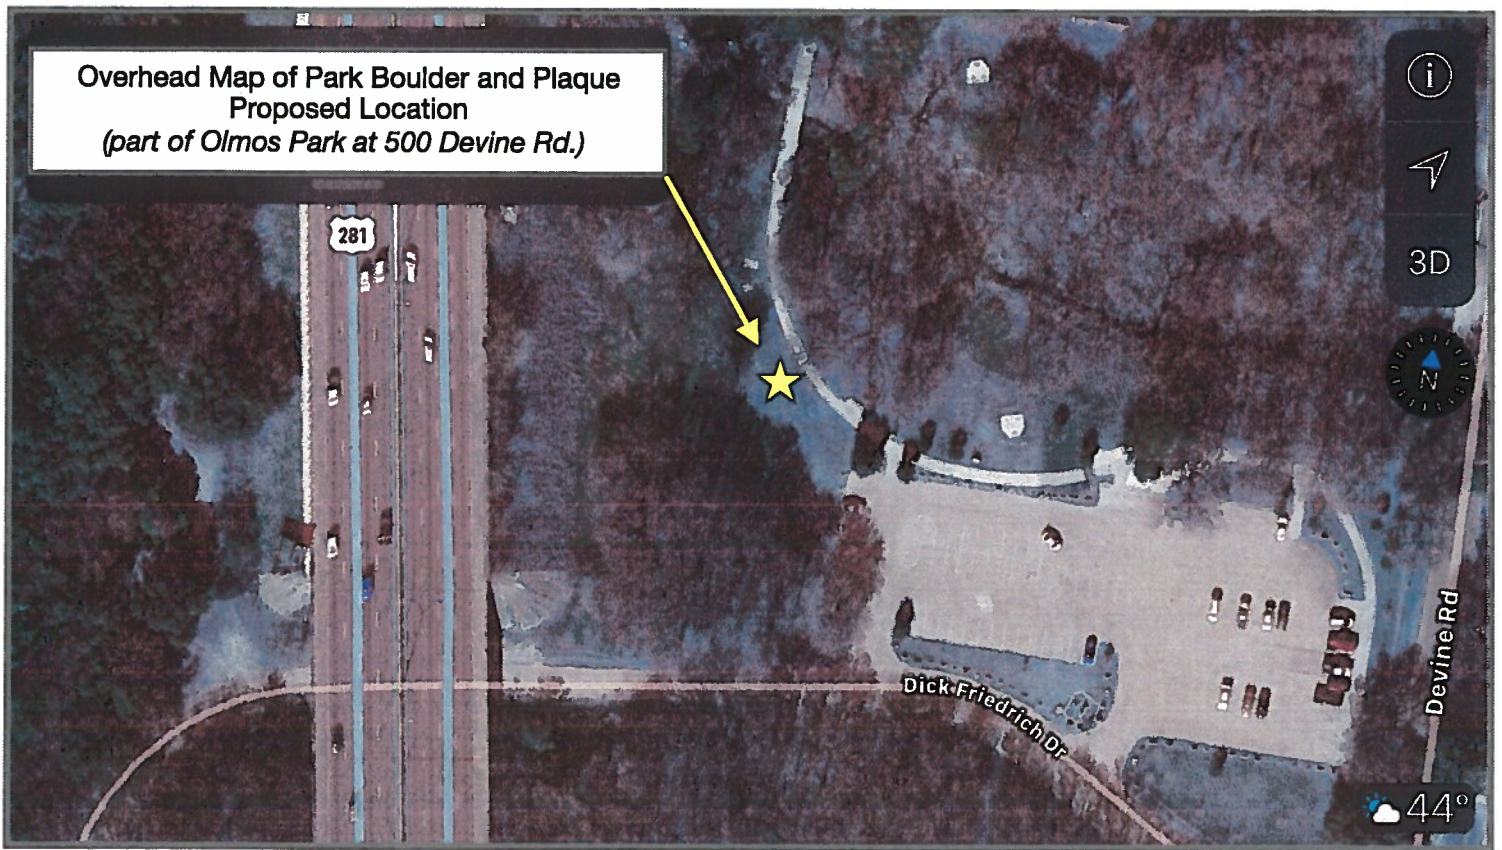 Overhead Map of Park Boulder and Plaque
Proposed Location
(part of Olmos Park at 500 Devine Rd.)
281
i
3D
N
Devine Rd
Dick Friedrich Dr
44°